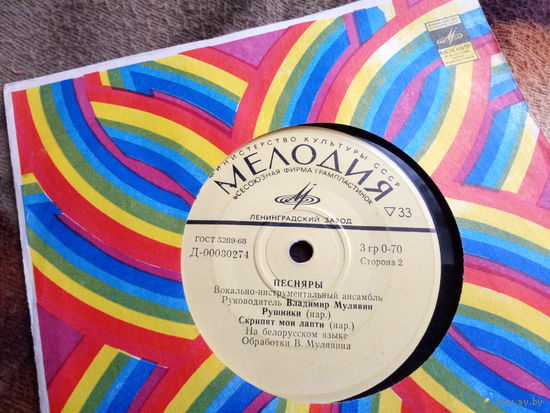 МЕЛОДИЯ
МИНИСТЕРСТВО КУЛЬТУРЫ СССР
МЕЛОДИЯ
ВСЕСОЮЗНАЯ ФИРМА ГРАМПЛАСТИНОК
33
ЛЕНИНГРАДСКИЙ ЗАВОД
ГОСТ 5289-68
3 гр 0-70
Д-00030274
Сторона 2
ПЕСНЯРЫ
Вокально-инструментальный ансамбль
Руководитель Владимир Мулявин
Рушники (нар.)
Скрипят мои лапти (нар.)
На белорусском языке
Обработки В. Мулявина